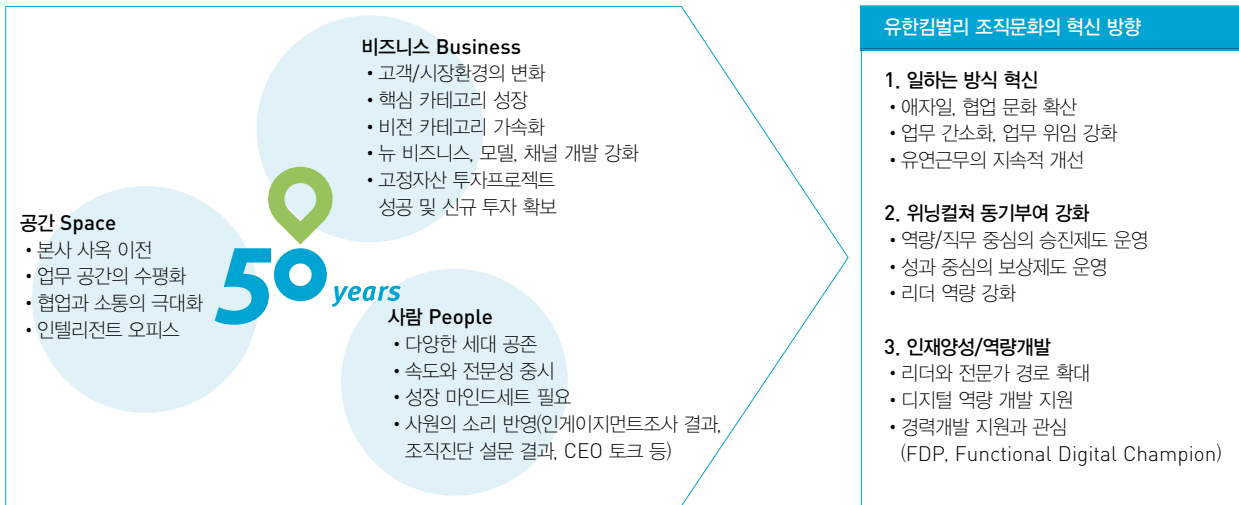 비즈니스 Business
• 고객/시장환경의 변화
• 핵심 카테고리 성장
• 비전 카테고리 가속화
• 뉴 비즈니스, 모델, 채널 개발 강화
• 고정자산 투자프로젝트
성공 및 신규 투자 확보
공간 Space
• 본사 사옥 이전
• 업무 공간의 수평화
• 협업과 소통의 극대화
• 인텔리전트 오피스
50 years
사람 People
• 다양한 세대 공존
• 속도와 전문성 중시
• 성장 마인드세트 필요
• 사원의 소리 반영(인게이지먼트조사 결과,
조직진단 설문 결과, CEO 토크 등)
유한킴벌리 조직문화의 혁신 방향
1. 일하는 방식 혁신
• 애자일, 협업 문화 확산
• 업무 간소화, 업무 위임 강화
• 유연근무의 지속적 개선
2. 위닝컬쳐 동기부여 강화
• 역량/직무 중심의 승진제도 운영
• 성과 중심의 보상제도 운영
• 리더 역량 강화
3. 인재양성/역량개발
• 리더와 전문가 경로 확대
• 디지털 역량 개발 지원
• 경력개발 지원과 관심
(FDP, Functional Digital Champion)